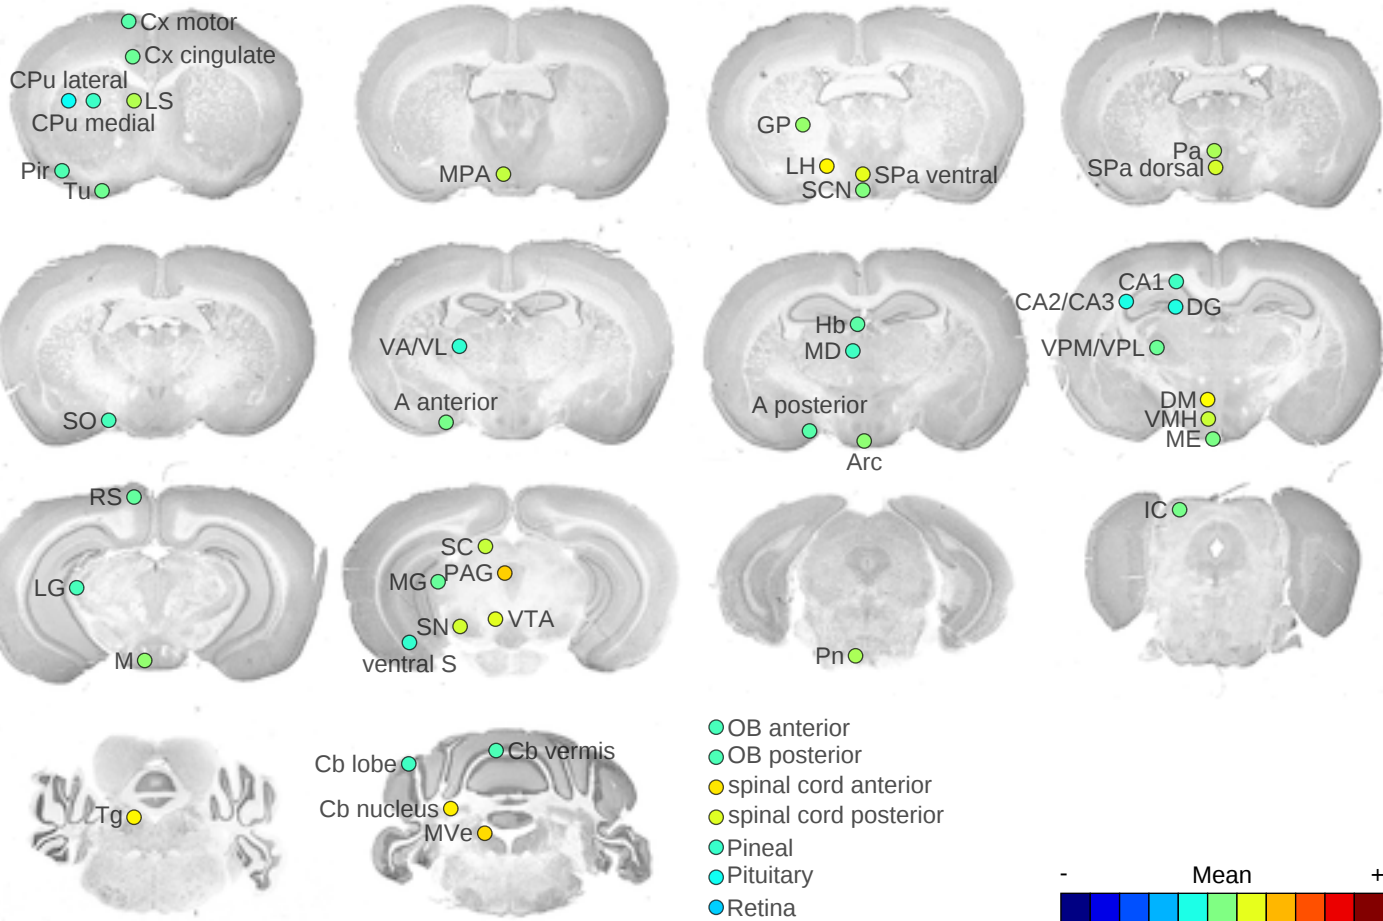 Cx motor
Cx cingulate
CPu lateral
LS
CPu medial
Pir
Tu
MPA
GP
LH
SPa ventral
SCN
Pa
SPa dorsal
SO
VA/VL
A anterior
Hb
MD
A posterior
Arc
CA1
CA2/CA3
DG
VPM/VPL
DM
VMH
ME
RS
LG
M
SC
MG
PAG
SN
VTA
ventral S
Pn
IC
Tg
Cb lobe
Cb vermis
Cb nucleus
MVe
OB anterior
OB posterior
spinal cord anterior
spinal cord posterior
Pineal
Pituitary
Retina
- Mean +